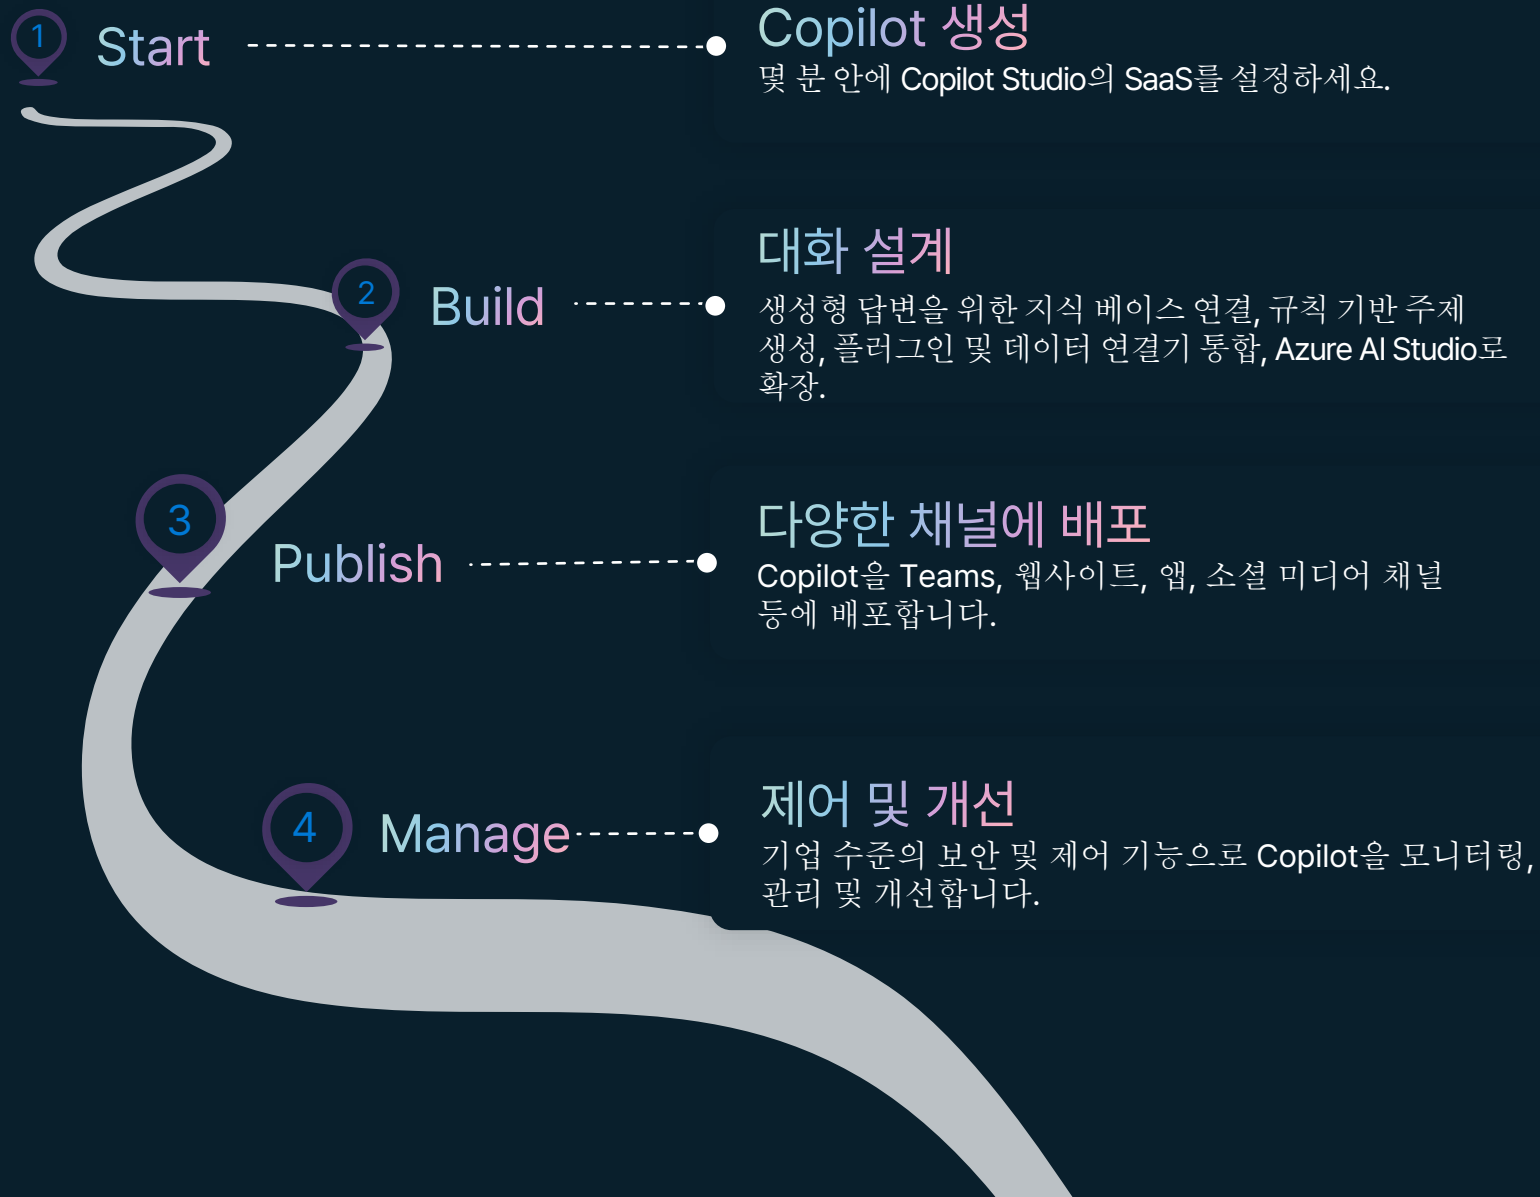 1
Start
Copilot 생성
몇 분 안에 Copilot Studio의 SaaS를 설정하세요.
2
Build
대화 설계
생성형 답변을 위한 지식 베이스 연결, 규칙 기반 주제
생성, 플러그인 및 데이터 연결기 통합, Azure AI Studio로
확장.
3
Publish
다양한 채널에 배포
Copilot을 Teams, 웹사이트, 앱, 소셜 미디어 채널
등에 배포합니다.
4
Manage
제어 및 개선
기업 수준의 보안 및 제어 기능으로 Copilot을 모니터링,
관리 및 개선합니다.